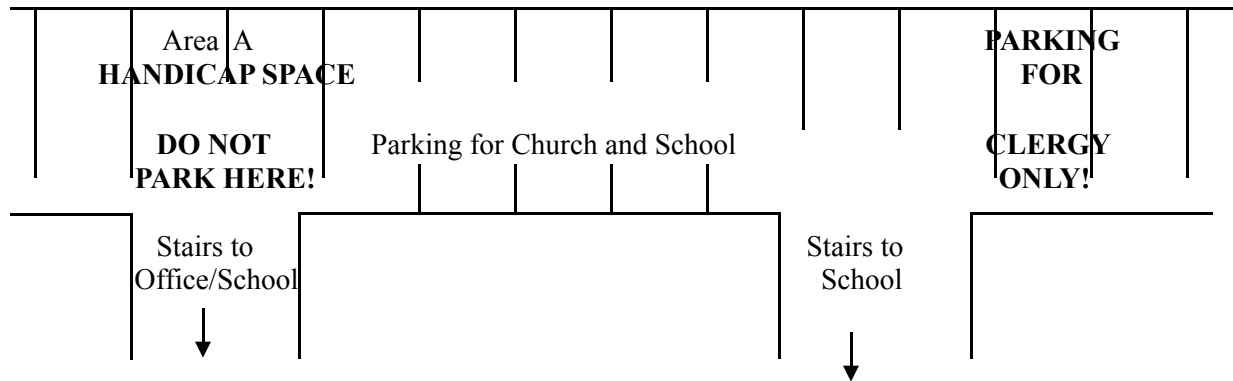 Area A
HANDICAP SPACE
DO NOT
PARK HERE!
Parking for Church and School
PARKING
FOR
CLERGY
ONLY!
Stairs to
Office/School
Stairs to
School